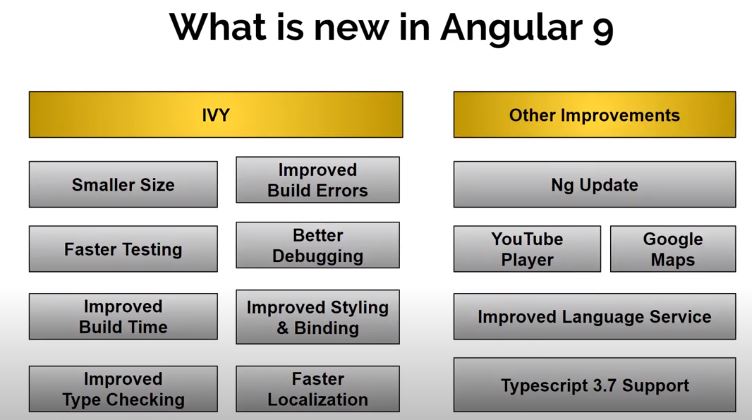 What is new in Angular 9
IVY
Smaller Size
Improved
Build Errors
Faster Testing
Better
Debugging
Improved
Build Time
Improved Styling
& Binding
Improved
Type Checking
Faster
Localization
Other Improvements
Ng Update
YouTube
Player
Google
Maps
Improved Language Service
Typescript 3.7 Support